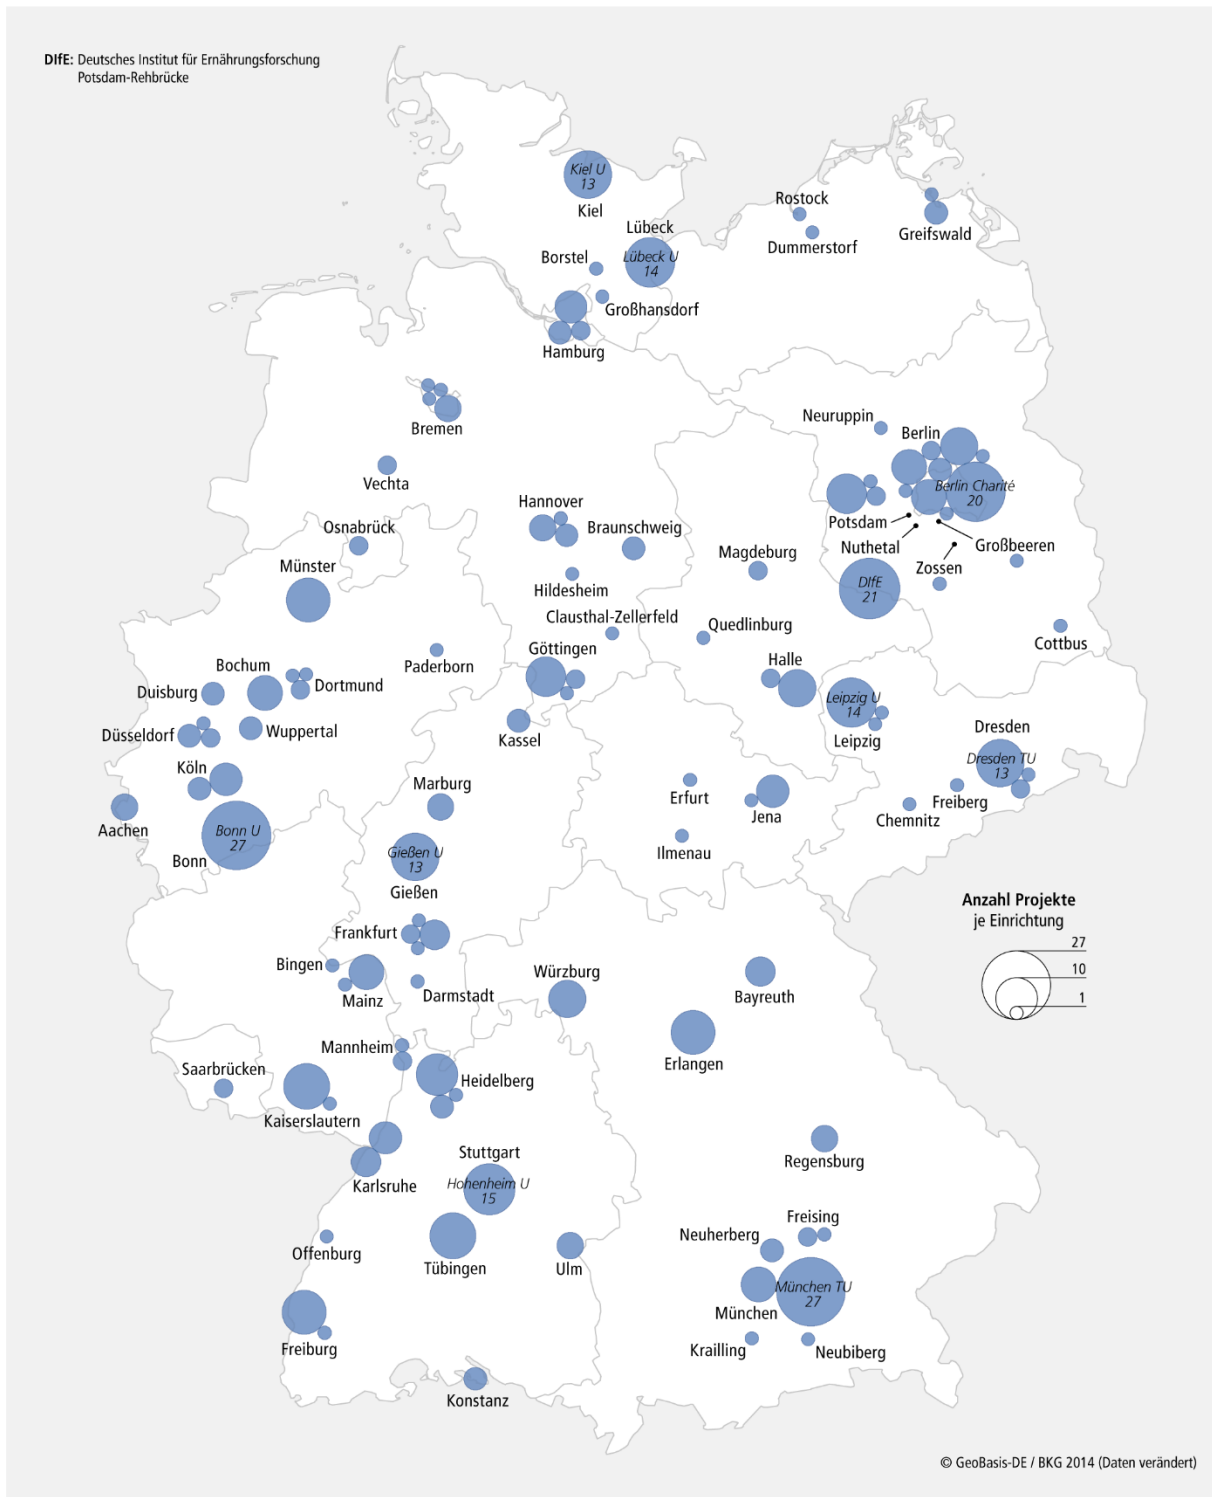 DIfE: Deutsches Institut für Ernährungsforschung
Potsdam-Rehbrücke
Kiel U
13
Kiel
Rostock
Dummerstorf
Greifswald
Lübeck
Lübeck U
14
Borstel
Großhansdorf
Hamburg
Bremen
Vechta
Neuruppin
Berlin
Berlin Charité
20
Potsdam
Nuthetal
Großbeeren
Zossen
DIfE
21
Cottbus
Hannover
Braunschweig
Hildesheim
Clausthal-Zellerfeld
Göttingen
Osnabrück
Münster
Magdeburg
Quedlinburg
Halle
Leipzig U
14
Leipzig
Paderborn
Bochum
Dortmund
Duisburg
Düsseldorf
Wuppertal
Kassel
Dresden
Dresden TU
13
Freiberg
Chemnitz
Köln
Aachen
Bonn U
27
Bonn
Marburg
Gießen U
13
Gießen
Erfurt
Jena
Ilmenau
Anzahl Projekte
je Einrichtung
27
10
1
Frankfurt
Bingen
Mainz
Darmstadt
Würzburg
Bayreuth
Erlangen
Mannheim
Heidelberg
Saarbrücken
Kaiserslautern
Karlsruhe
Stuttgart
Hohenheim U
15
Tübingen
Ulm
Offenburg
Freiburg
Konstanz
Regensburg
Freising
Neuherberg
München TU
27
München
Krailling
Neubiberg
© GeoBasis-DE / BKG 2014 (Daten verändert)